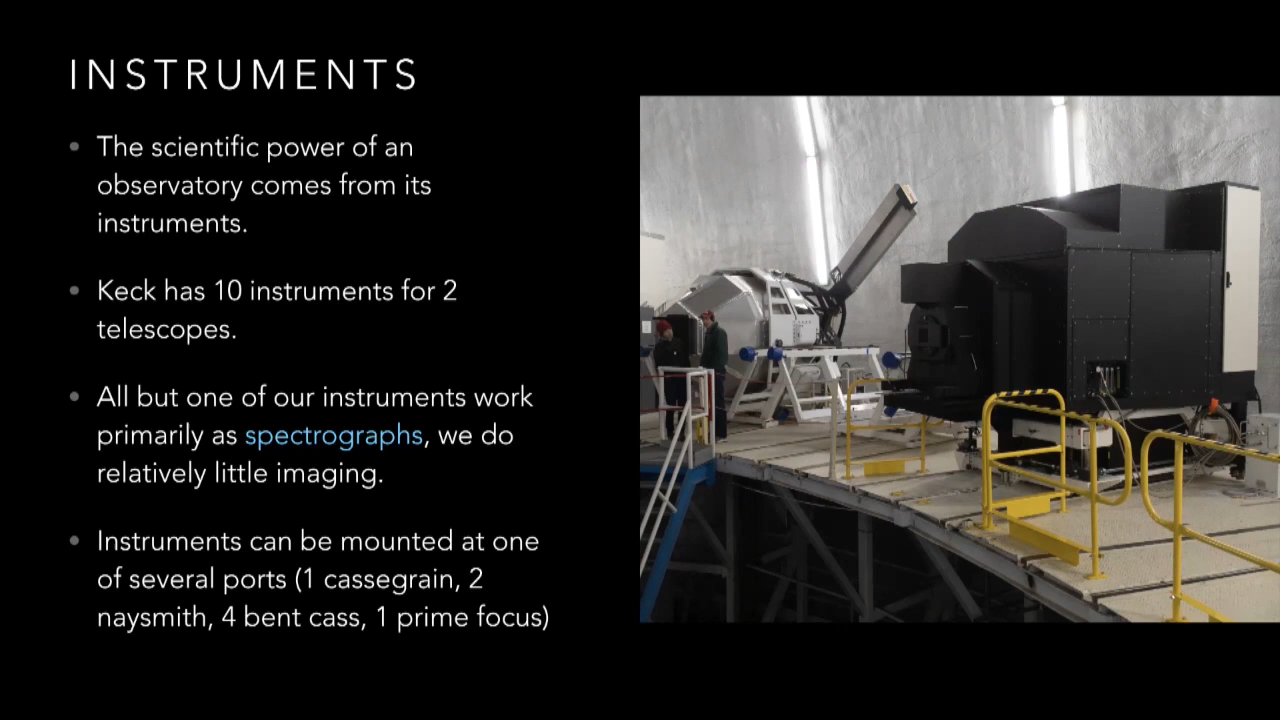 INSTRUMENTS
• The scientific power of an
observatory comes from its
instruments.
• Keck has 10 instruments for 2
telescopes.
• All but one of our instruments work
primarily as spectrographs, we do
relatively little imaging.
• Instruments can be mounted at one
of several ports (1 cassegrain, 2
naysmith, 4 bent cass, 1 prime focus)